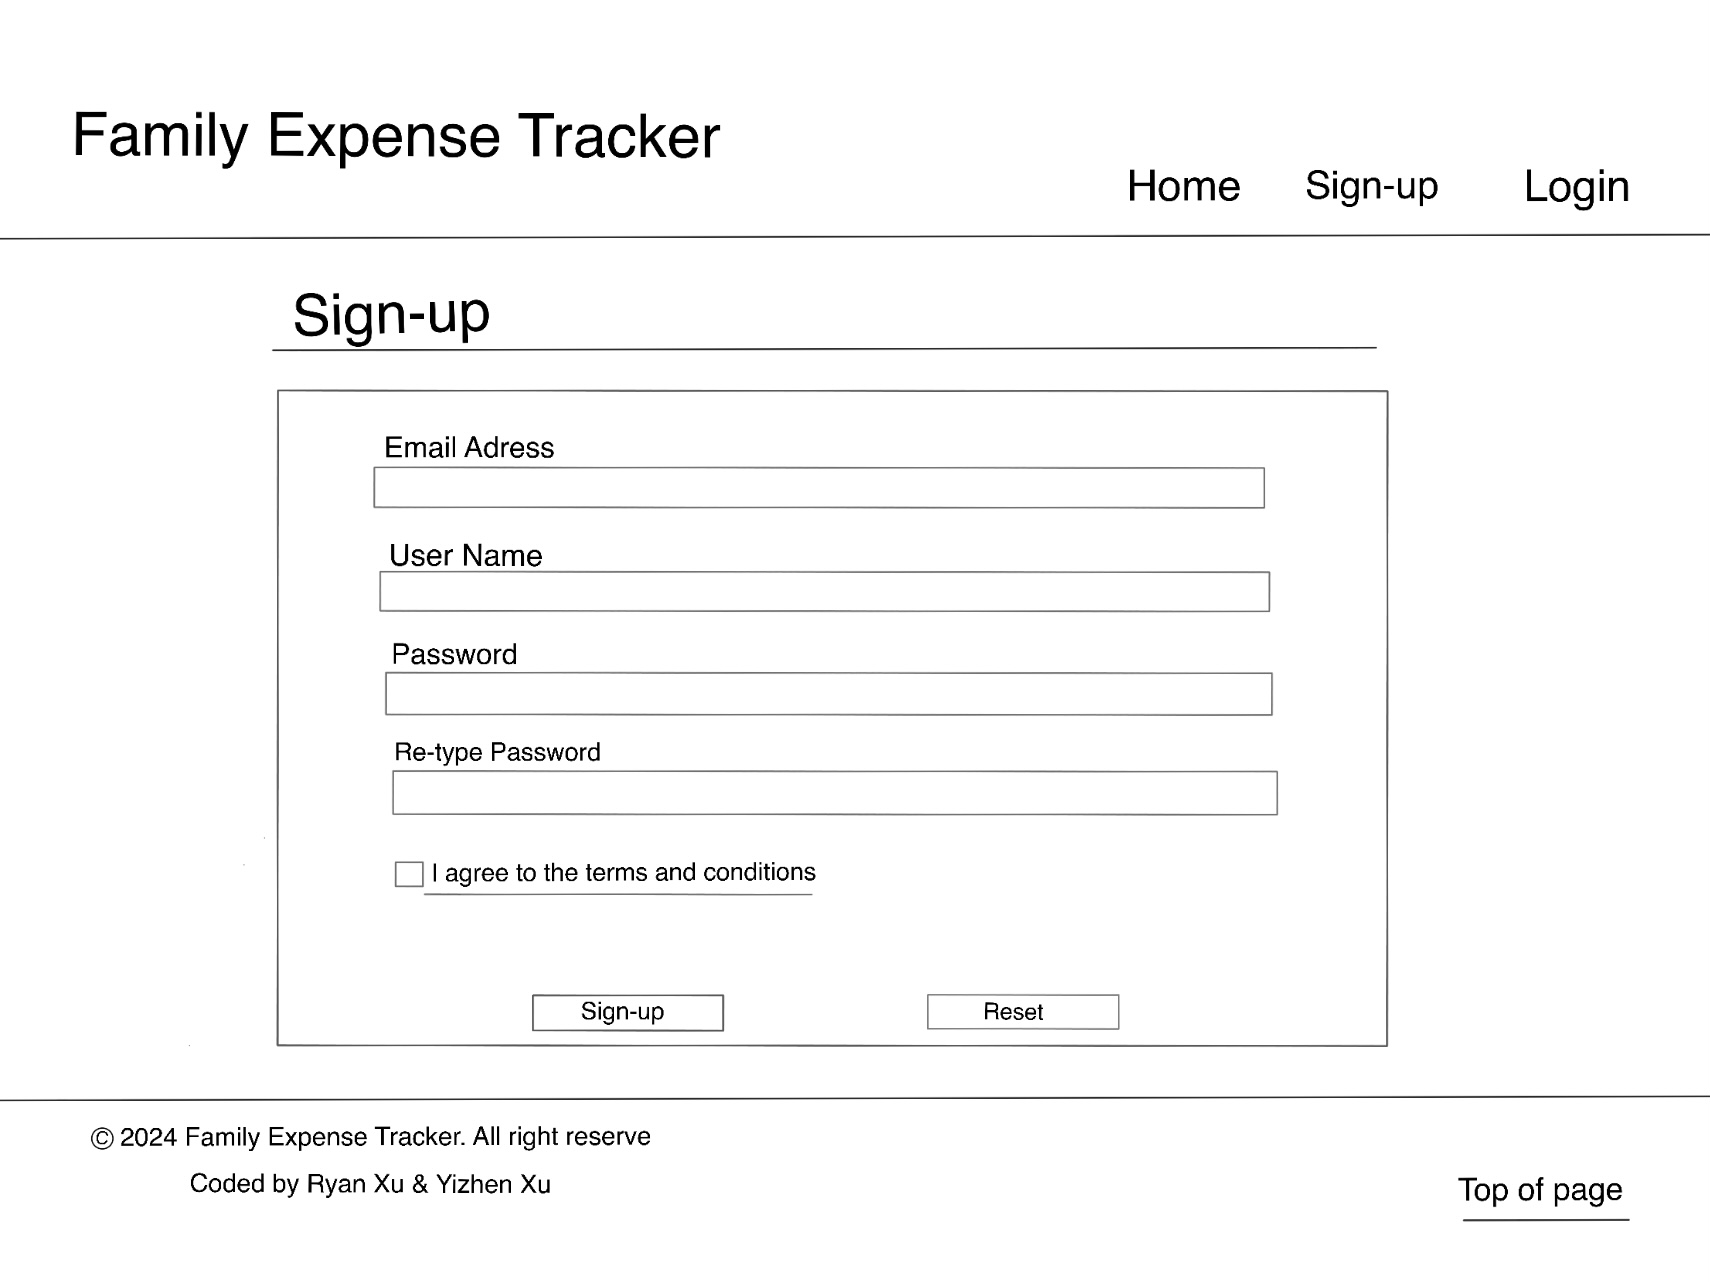 Family Expense Tracker
Home Sign-up Login
Sign-up
Email Adress
User Name
Password
Re-type Password
I agree to the terms and conditions
Sign-up Reset
© 2024 Family Expense Tracker. All right reserve
Coded by Ryan Xu & Yizhen Xu
Top of page